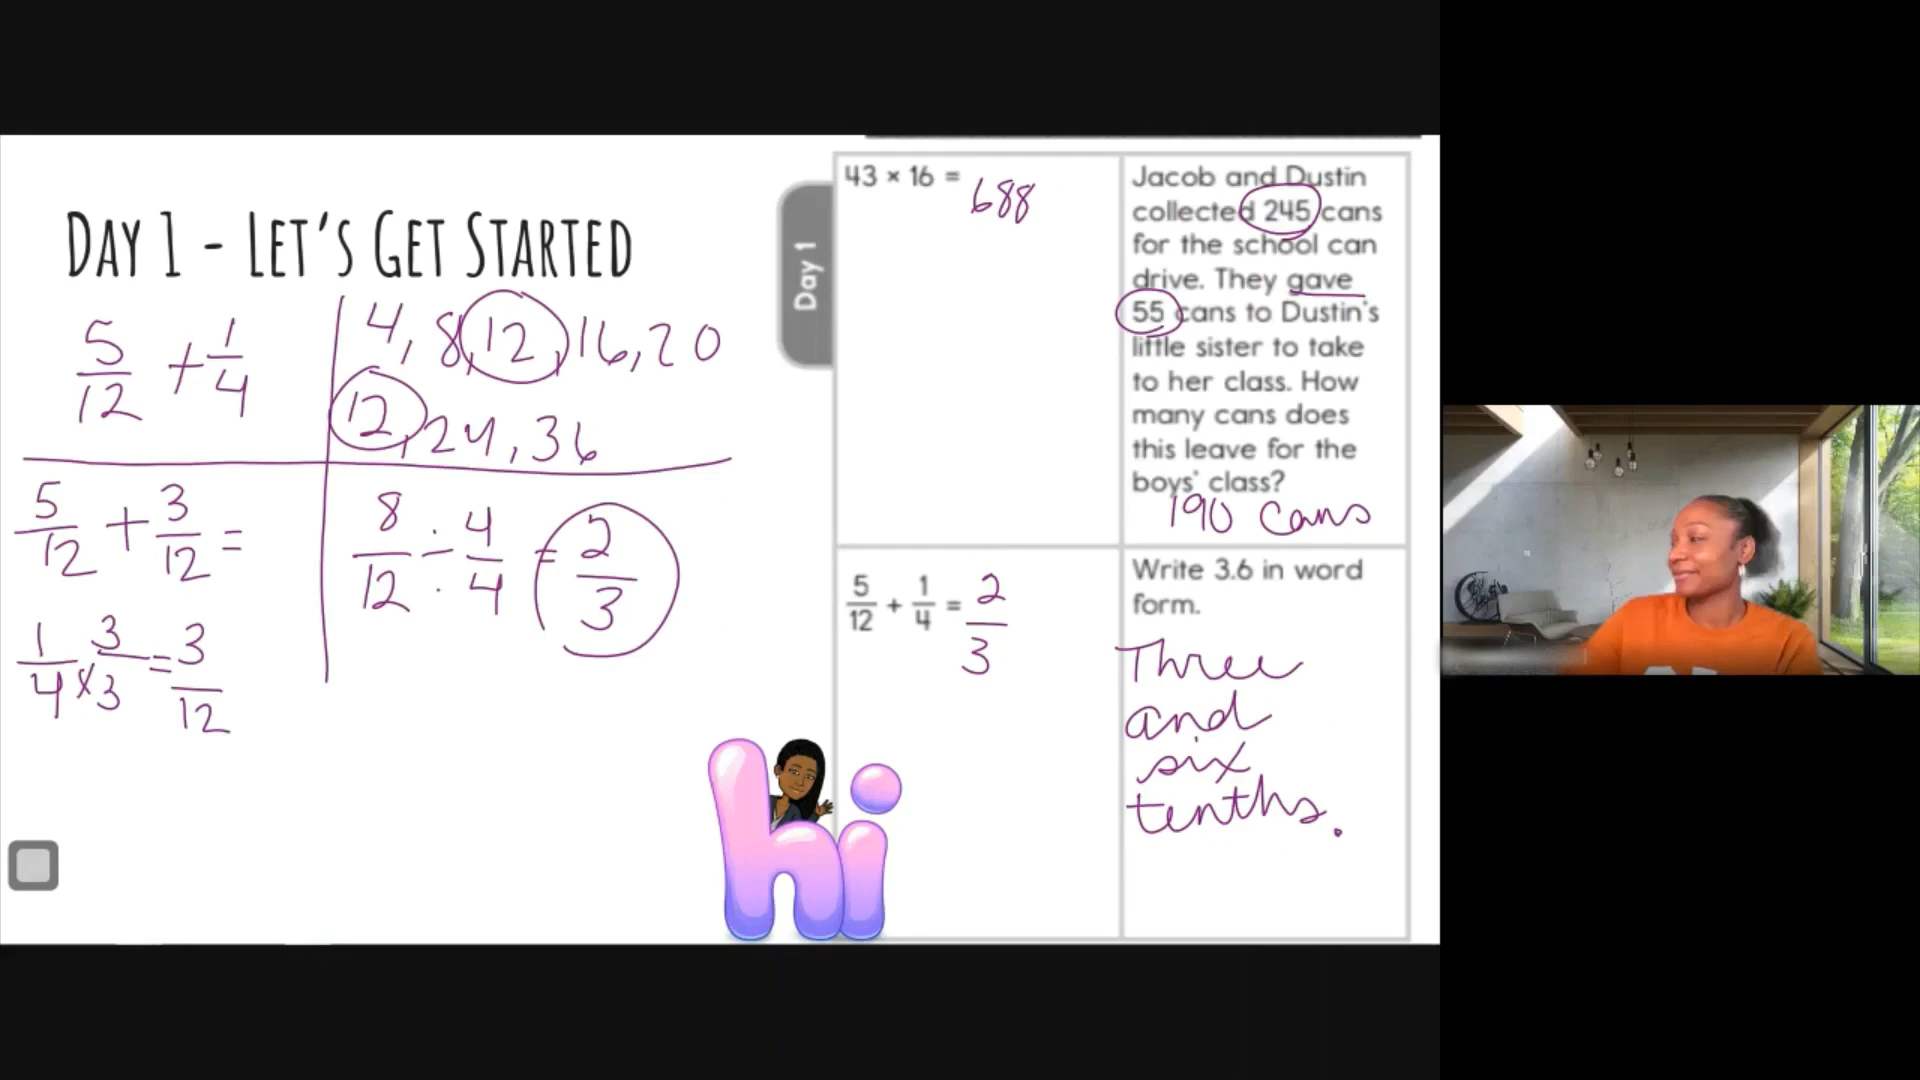 DAY 1 - LET'S GET STARTED
5/12 + 1/4
4, 8, 12, 16, 20
12, 24, 36
5/12 + 3/12 =
8/12 ÷ 4/4 = 2/3
1/4 x 3/3 = 3/12
hi
Day 1
43 × 16 = 688
Jacob and Dustin
collected 245 cans
for the school can
drive. They gave
55 cans to Dustin's
little sister to take
to her class. How
many cans does
this leave for the
boys' class?
190 cans
5/12 + 1/4 = 2/3
Write 3.6 in word
form.
Three
and
six
tenths.